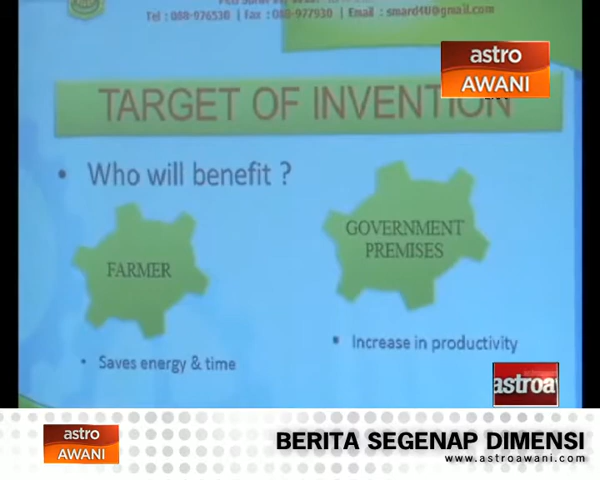 Tel : 088-976530 | Fax : 088-977930 | Email : smard4U@gmail.com
astro
AWANI
TARGET OF INVENTION
• Who will benefit ?
FARMER
GOVERNMENT
PREMISES
• Saves energy & time
▪ Increase in productivity
astroa
astro
AWANI
BERITA SEGENAP DIMENSI
www.astroawani.com